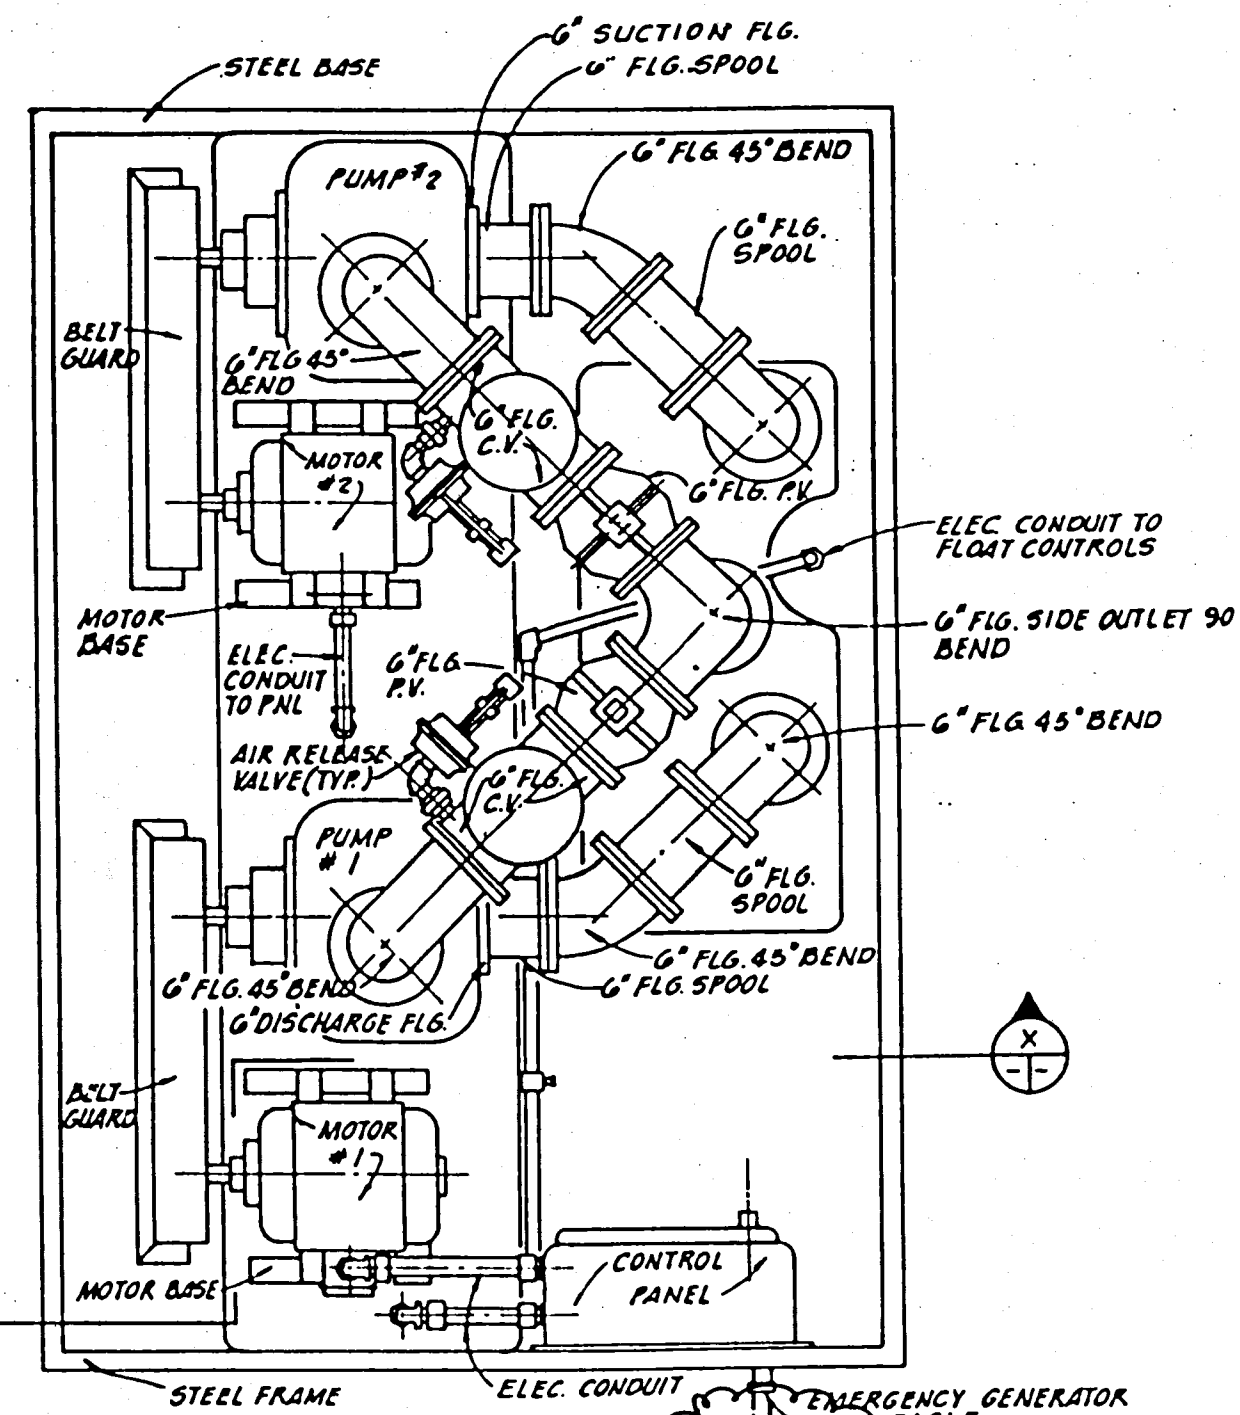 6" SUCTION FLG.
6" FLG. SPOOL
STEEL BASE
6" FLG 45° BEND
PUMP #2
6" FLG.
SPOOL
BELT
GUARD
6" FLG 45°
BEND
6" FLG.
C.V.
MOTOR
#2
6" FLG. P.V.
ELEC. CONDUIT TO
FLOAT CONTROLS
MOTOR
BASE
6" FLG. SIDE OUTLET 90
BEND
ELEC.
CONDUIT
TO PNL
6" FLG
P.V.
6" FLG 45° BEND
AIR RELEASE
VALVE (TYP.)
6" FLG.
C.V.
PUMP
#1
6" FLG.
SPOOL
6" FLG. 45° BEND
6" FLG. SPOOL
6" FLG. 45° BEND
6" DISCHARGE FLG.
X
- -
BELT
GUARD
MOTOR
#1
CONTROL
PANEL
MOTOR BASE
STEEL FRAME
ELEC. CONDUIT
EMERGENCY GENERATOR